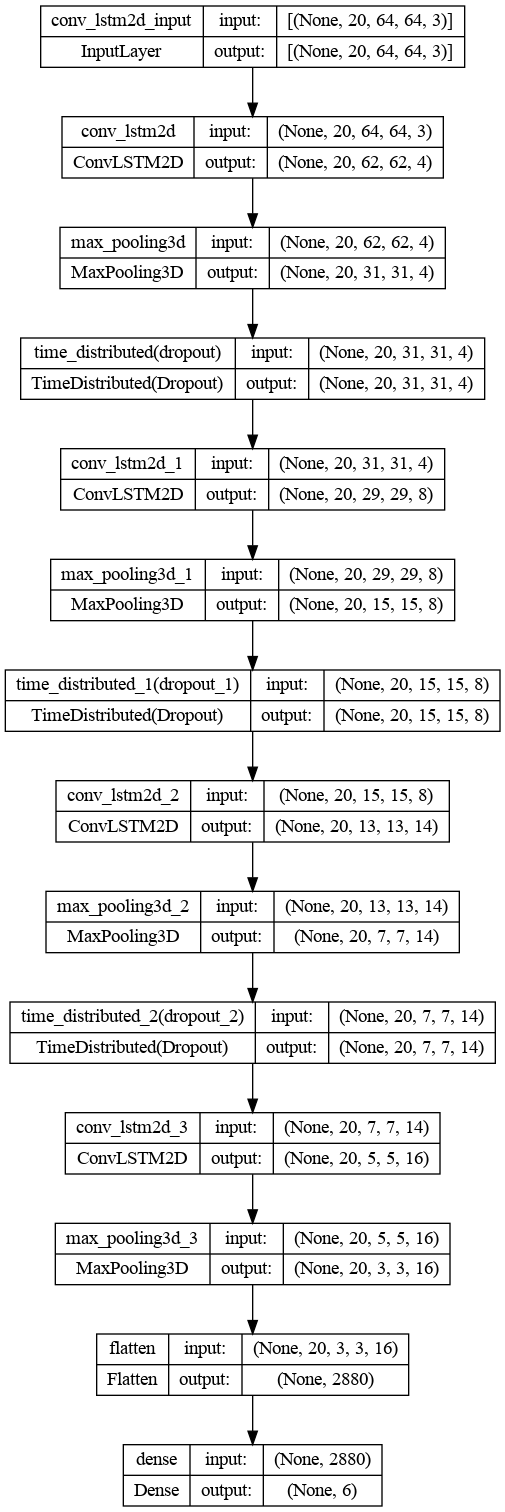 conv_lstm2d_input input: [(None, 20, 64, 64, 3)]
InputLayer output: [(None, 20, 64, 64, 3)]
conv_lstm2d input: (None, 20, 64, 64, 3)
ConvLSTM2D output: (None, 20, 62, 62, 4)
max_pooling3d input: (None, 20, 62, 62, 4)
MaxPooling3D output: (None, 20, 31, 31, 4)
time_distributed(dropout) input: (None, 20, 31, 31, 4)
TimeDistributed(Dropout) output: (None, 20, 31, 31, 4)
conv_lstm2d_1 input: (None, 20, 31, 31, 4)
ConvLSTM2D output: (None, 20, 29, 29, 8)
max_pooling3d_1 input: (None, 20, 29, 29, 8)
MaxPooling3D output: (None, 20, 15, 15, 8)
time_distributed_1(dropout_1) input: (None, 20, 15, 15, 8)
TimeDistributed(Dropout) output: (None, 20, 15, 15, 8)
conv_lstm2d_2 input: (None, 20, 15, 15, 8)
ConvLSTM2D output: (None, 20, 13, 13, 14)
max_pooling3d_2 input: (None, 20, 13, 13, 14)
MaxPooling3D output: (None, 20, 7, 7, 14)
time_distributed_2(dropout_2) input: (None, 20, 7, 7, 14)
TimeDistributed(Dropout) output: (None, 20, 7, 7, 14)
conv_lstm2d_3 input: (None, 20, 7, 7, 14)
ConvLSTM2D output: (None, 20, 5, 5, 16)
max_pooling3d_3 input: (None, 20, 5, 5, 16)
MaxPooling3D output: (None, 20, 3, 3, 16)
flatten input: (None, 20, 3, 3, 16)
Flatten output: (None, 2880)
dense input: (None, 2880)
Dense output: (None, 6)